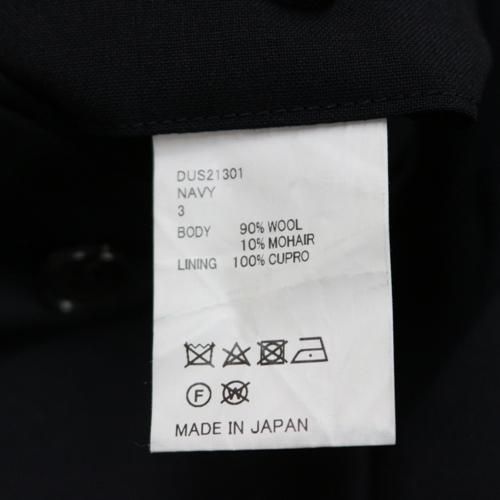 DUS21301
NAVY
3
BODY 90% WOOL
10% MOHAIR
LINING 100% CUPRO
F W
MADE IN JAPAN